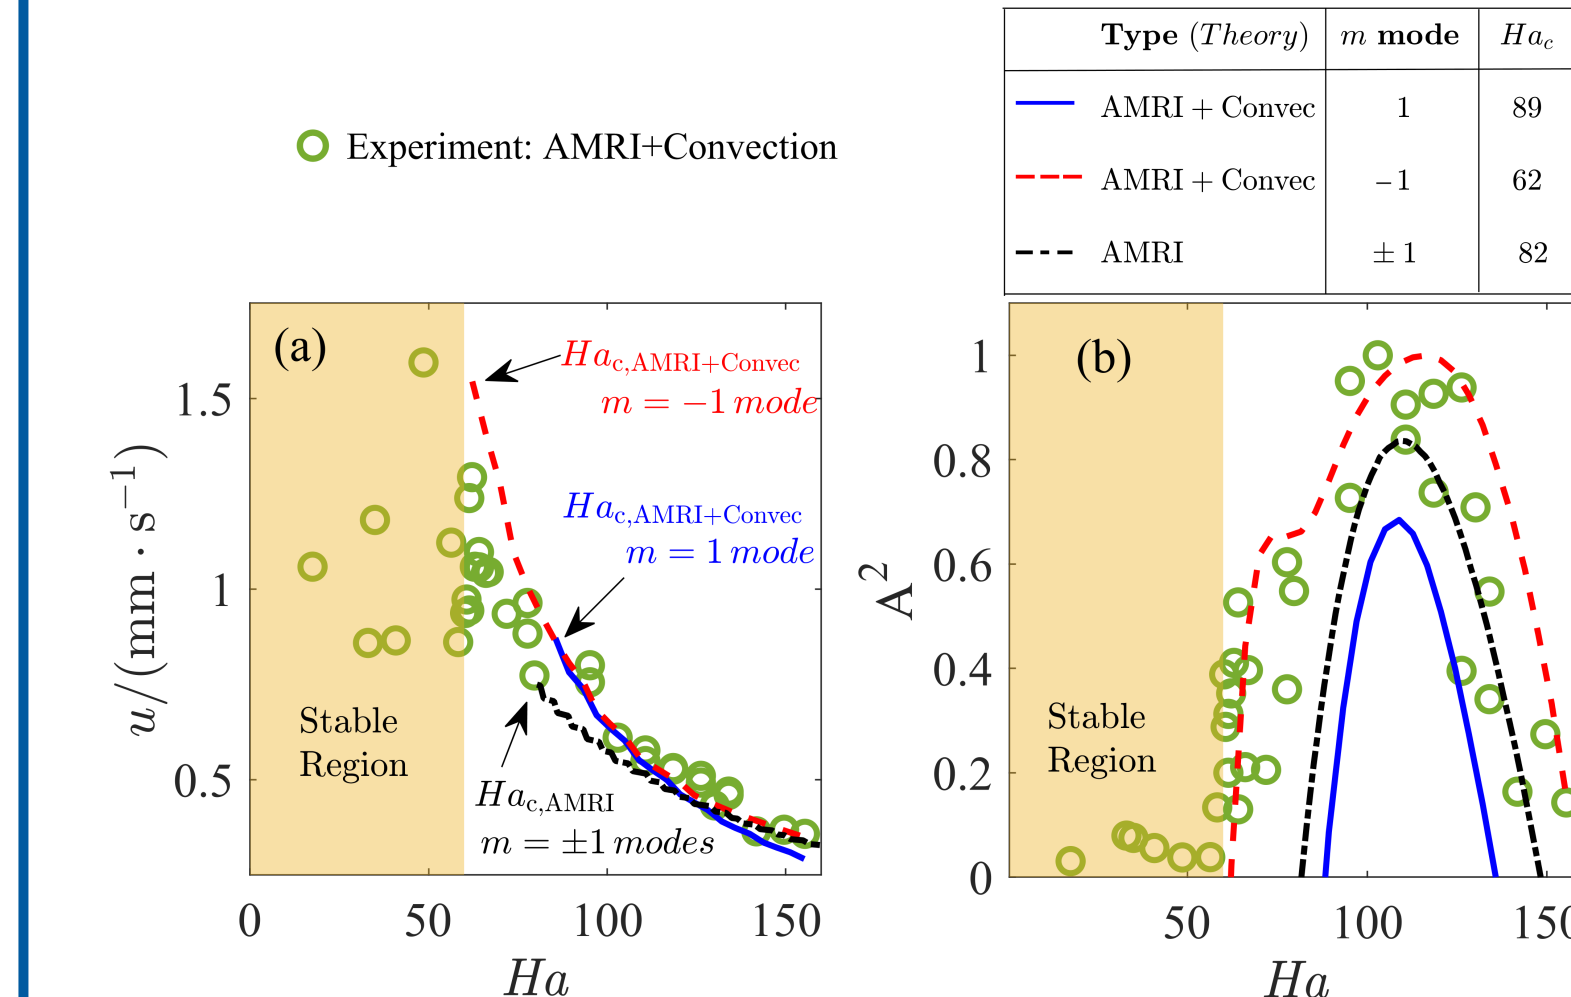 Type (Theory) m mode Ha_c
AMRI + Convec 1 89
AMRI + Convec −1 62
AMRI ± 1 82
Experiment: AMRI+Convection
(a)
Ha_c,AMRI+Convec
m = −1 mode
Ha_c,AMRI+Convec
m = 1 mode
Stable
Region
Ha_c,AMRI
m = ±1 modes
1.5
1
0.5
u/(mm · s⁻¹)
0 50 100 150
Ha
(b)
Stable
Region
1
0.8
0.6
0.4
0.2
0
A²
50 100
Ha